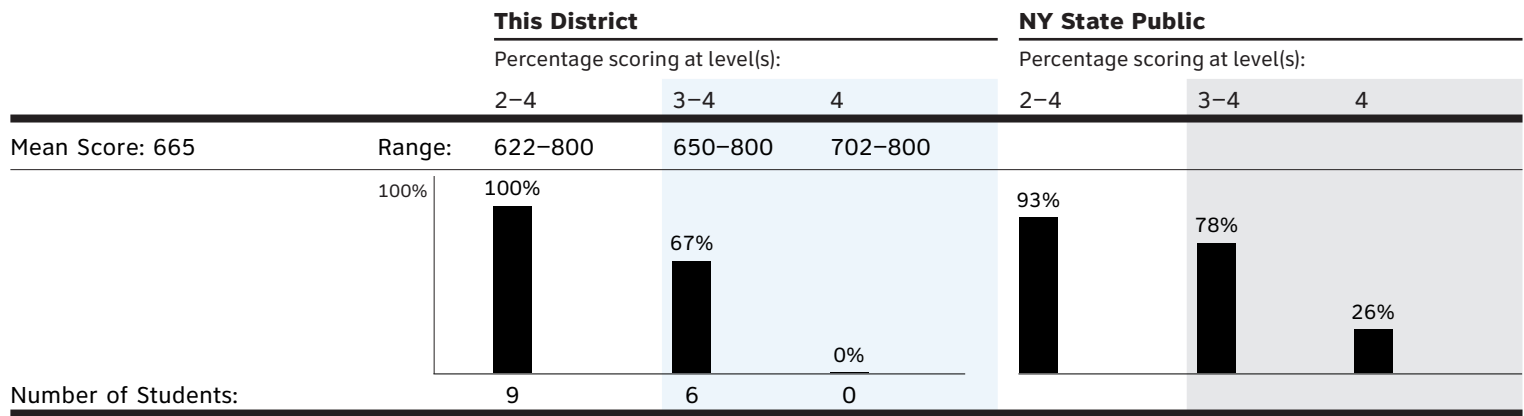 This District NY State Public
Percentage scoring at level(s): Percentage scoring at level(s):
2–4 3–4 4 2–4 3–4 4
Mean Score: 665 Range: 622–800 650–800 702–800
100% 100% 67% 0% 93% 78% 26%
Number of Students: 9 6 0